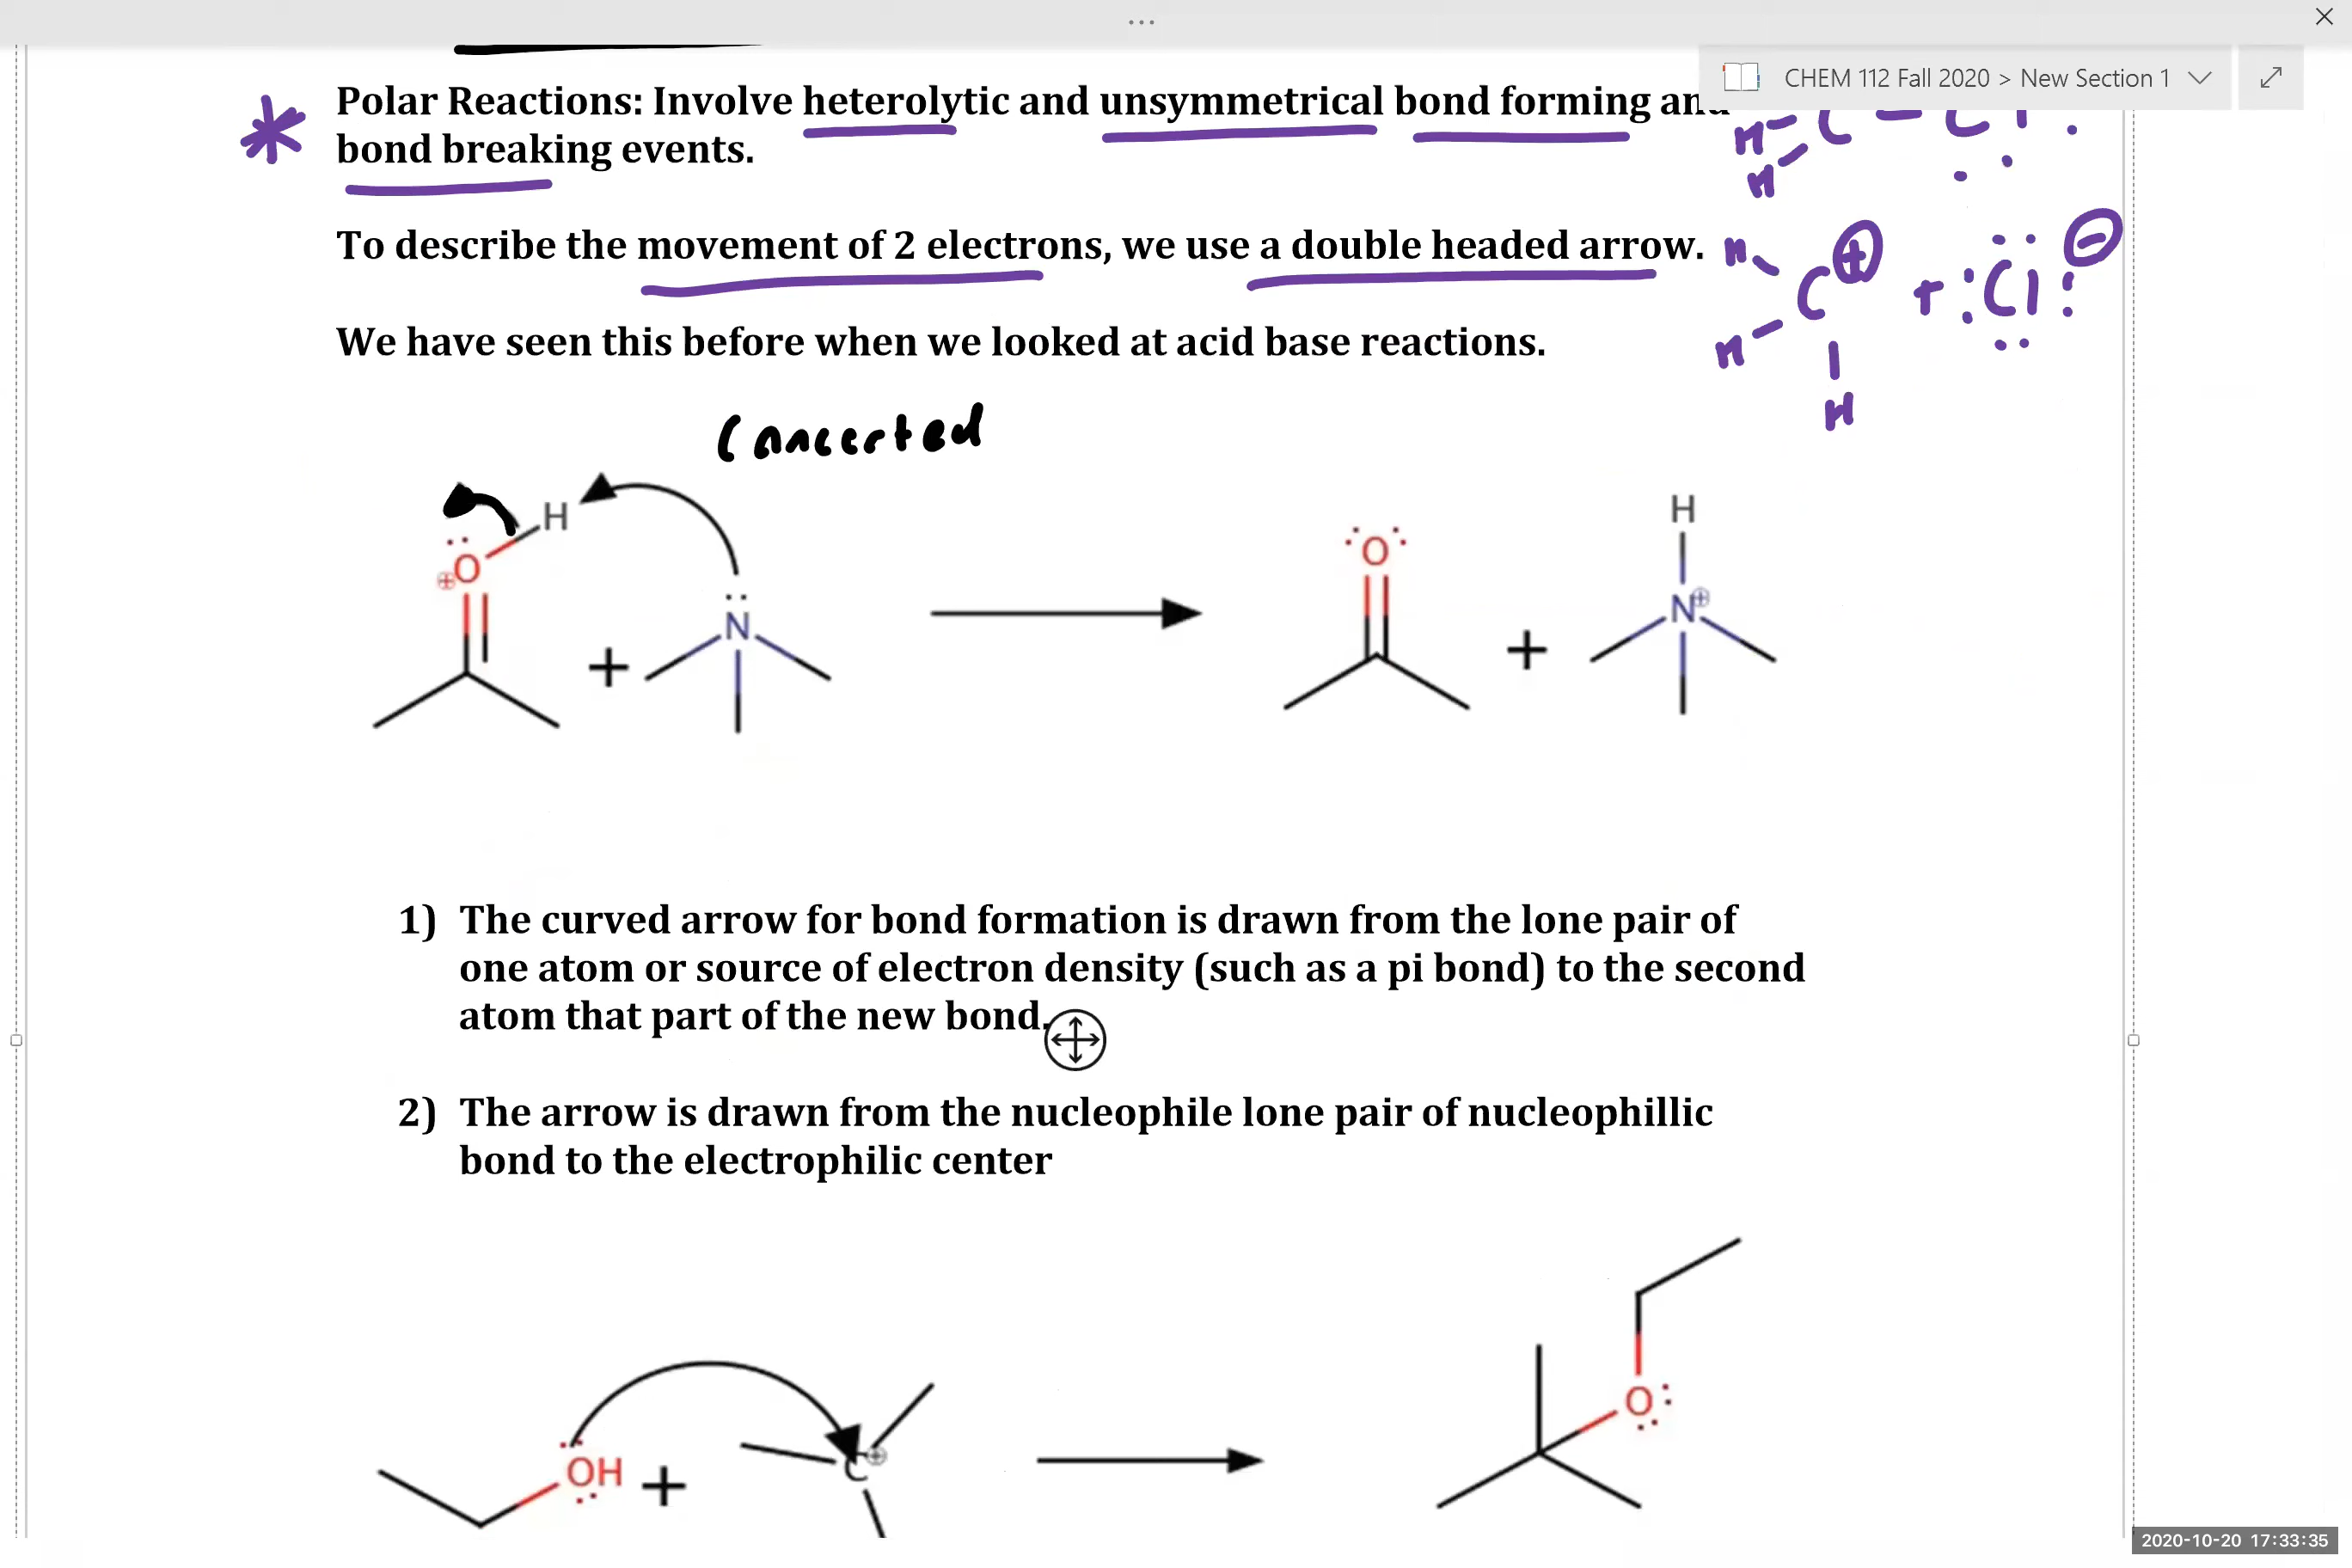 CHEM 112 Fall 2020 > New Section 1
Polar Reactions: Involve heterolytic and unsymmetrical bond forming and
bond breaking events.
H C Cl
H
To describe the movement of 2 electrons, we use a double headed arrow.
H C ⊕ + :Cl: ⊖
H
H
We have seen this before when we looked at acid base reactions.
Concerted
H
⊕O
+
N
O
+
H
N⊕
1) The curved arrow for bond formation is drawn from the lone pair of
one atom or source of electron density (such as a pi bond) to the second
atom that part of the new bond.
2) The arrow is drawn from the nucleophile lone pair of nucleophillic
bond to the electrophilic center
OH + C⊕
O
2020-10-20 17:33:35